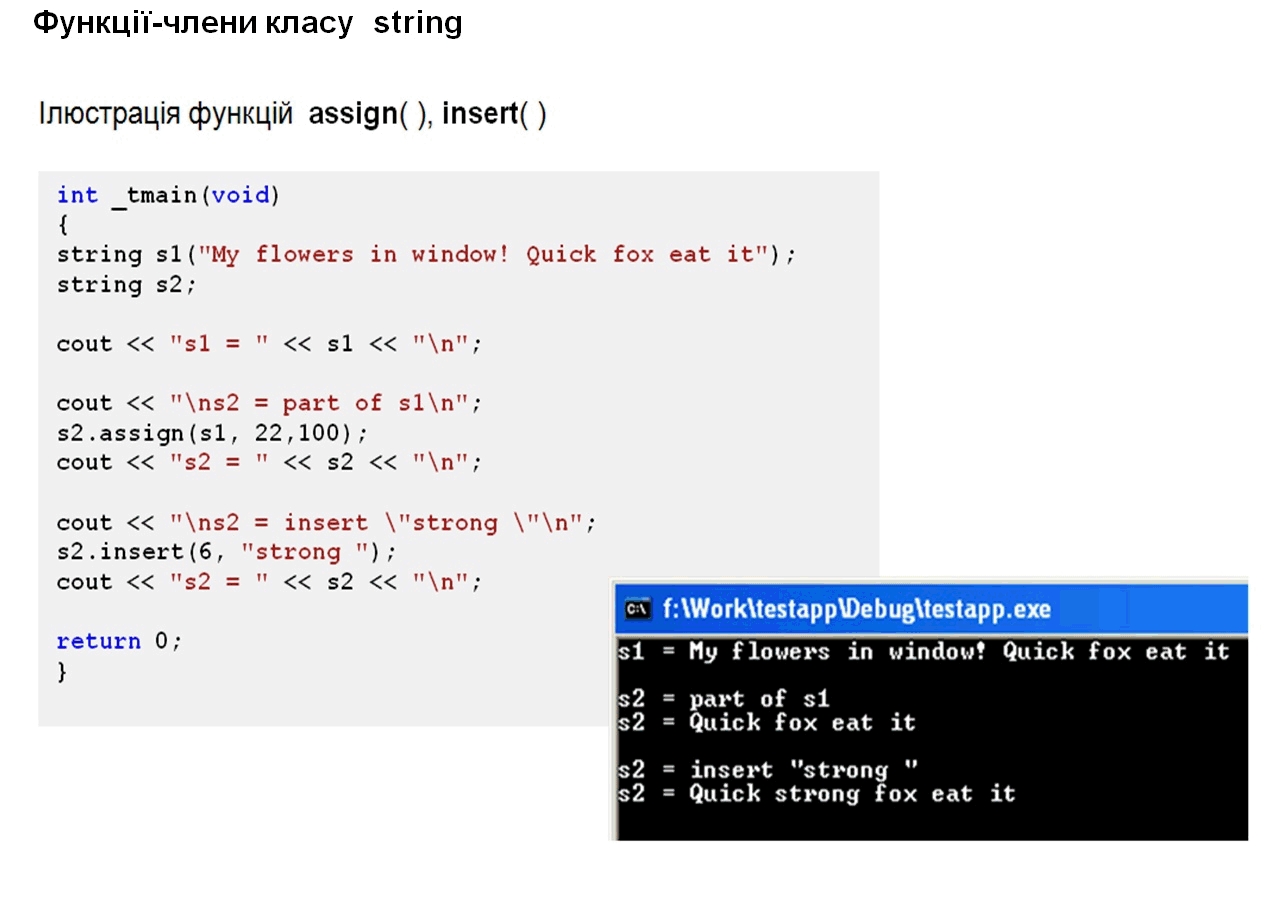 Функції-члени класу string
Ілюстрація функцій assign( ), insert( )
int _tmain(void)
{
string s1("My flowers in window! Quick fox eat it");
string s2;
cout << "s1 = " << s1 << "\n";
cout << "\ns2 = part of s1\n";
s2.assign(s1, 22,100);
cout << "s2 = " << s2 << "\n";
cout << "\ns2 = insert \"strong \"\n";
s2.insert(6, "strong ");
cout << "s2 = " << s2 << "\n";
return 0;
}
C:\ f:\Work\testapp\Debug\testapp.exe
s1 = My flowers in window! Quick fox eat it
s2 = part of s1
s2 = Quick fox eat it
s2 = insert "strong "
s2 = Quick strong fox eat it